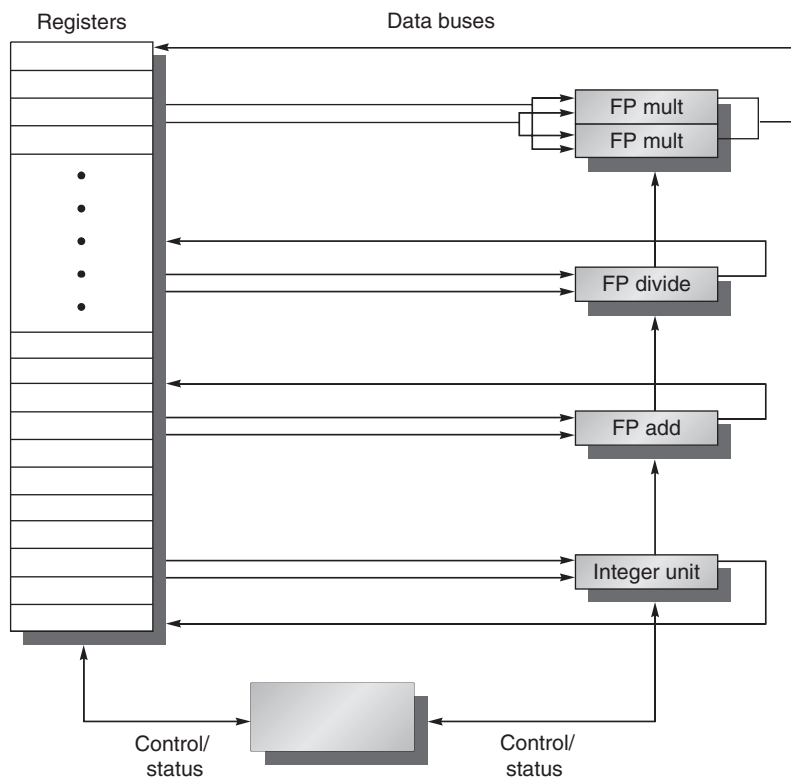 Registers
Data buses
FP mult
FP mult
FP divide
FP add
Integer unit
Control/
status
Control/
status